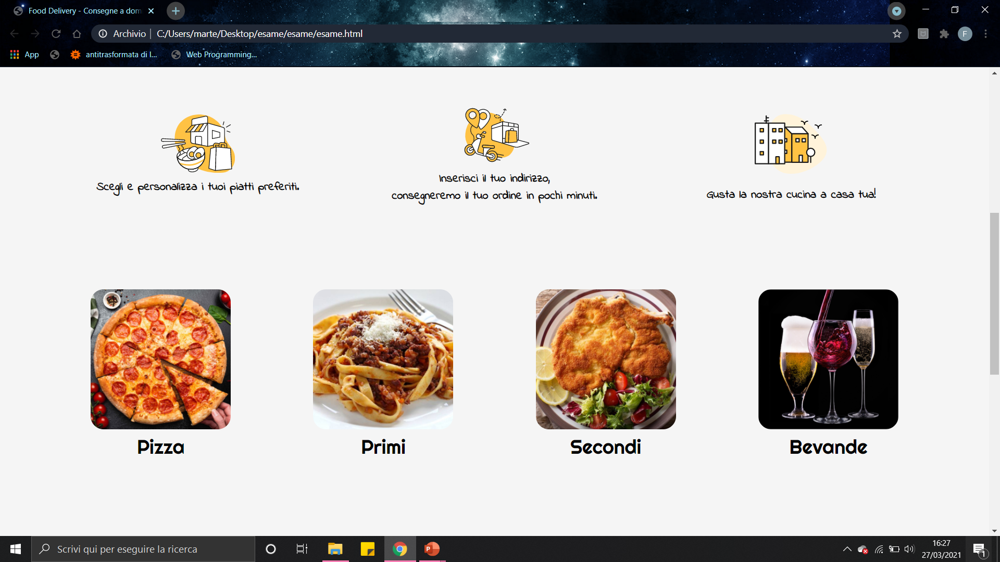 Food Delivery - Consegne a dom
Archivio | C:/Users/marte/Desktop/esame/esame/esame.html
F
App
antitrasformata di l...
Web Programming...
Scegli e personalizza i tuoi piatti preferiti.
Inserisci il tuo indirizzo,
consegneremo il tuo ordine in pochi minuti.
Gusta la nostra cucina a casa tua!
Pizza
Primi
Secondi
Bevande
Scrivi qui per eseguire la ricerca
P
16:27
27/03/2021
1